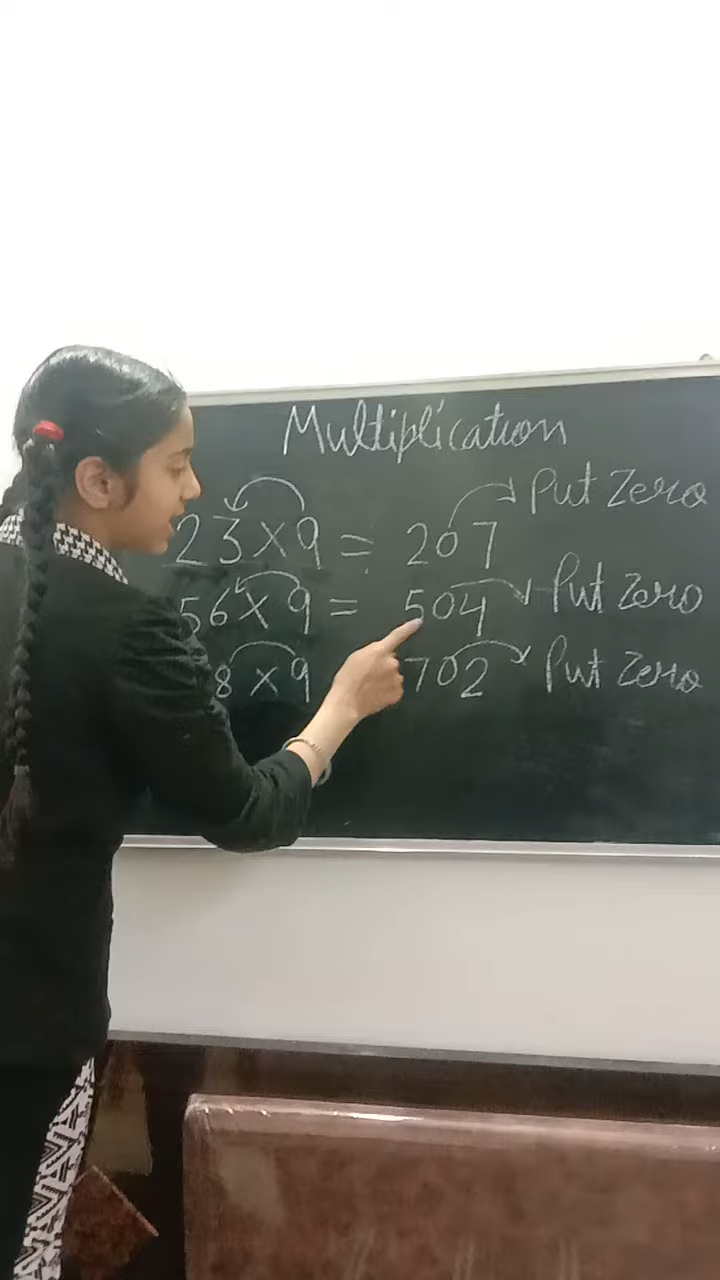 Multiplication
23 × 9 = 207 → Put Zero
56 × 9 = 504 → Put Zero
8 × 9 702 → Put Zero